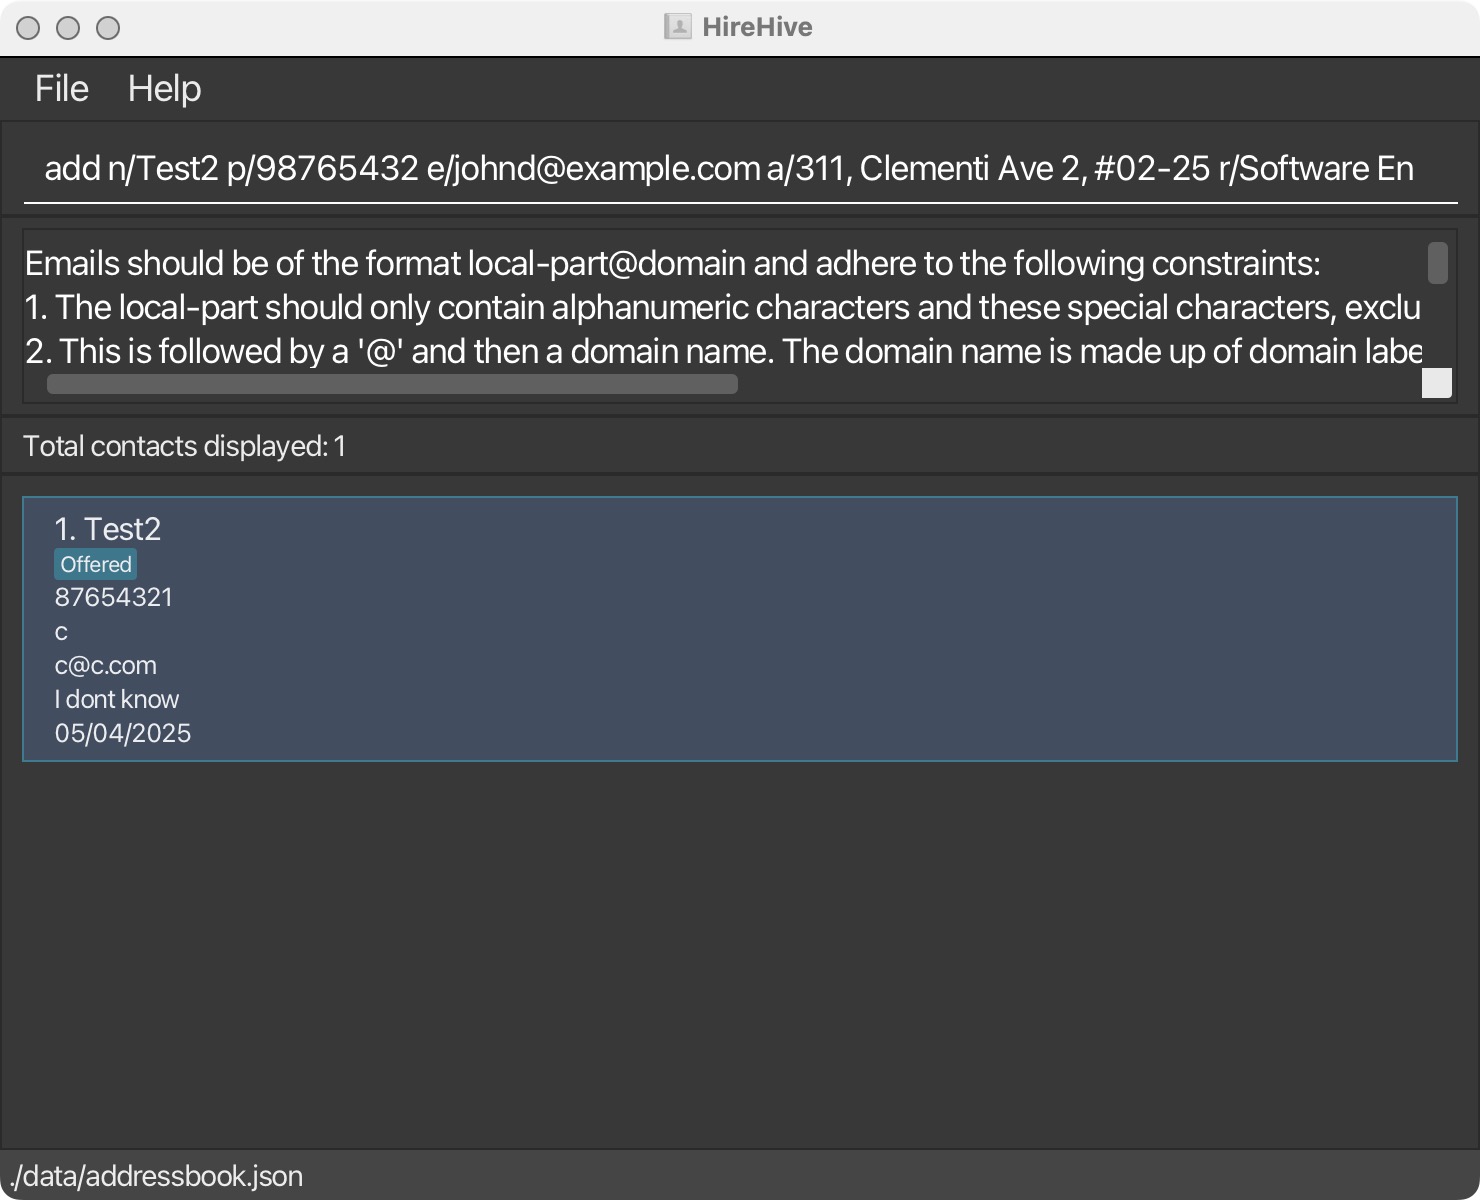 HireHive
File Help
add n/Test2 p/98765432 e/johnd@example.com a/311, Clementi Ave 2, #02-25 r/Software En
Emails should be of the format local-part@domain and adhere to the following constraints:
1. The local-part should only contain alphanumeric characters and these special characters, exclu
2. This is followed by a '@' and then a domain name. The domain name is made up of domain labe
Total contacts displayed: 1
1. Test2
Offered
87654321
c
c@c.com
I dont know
05/04/2025
./data/addressbook.json